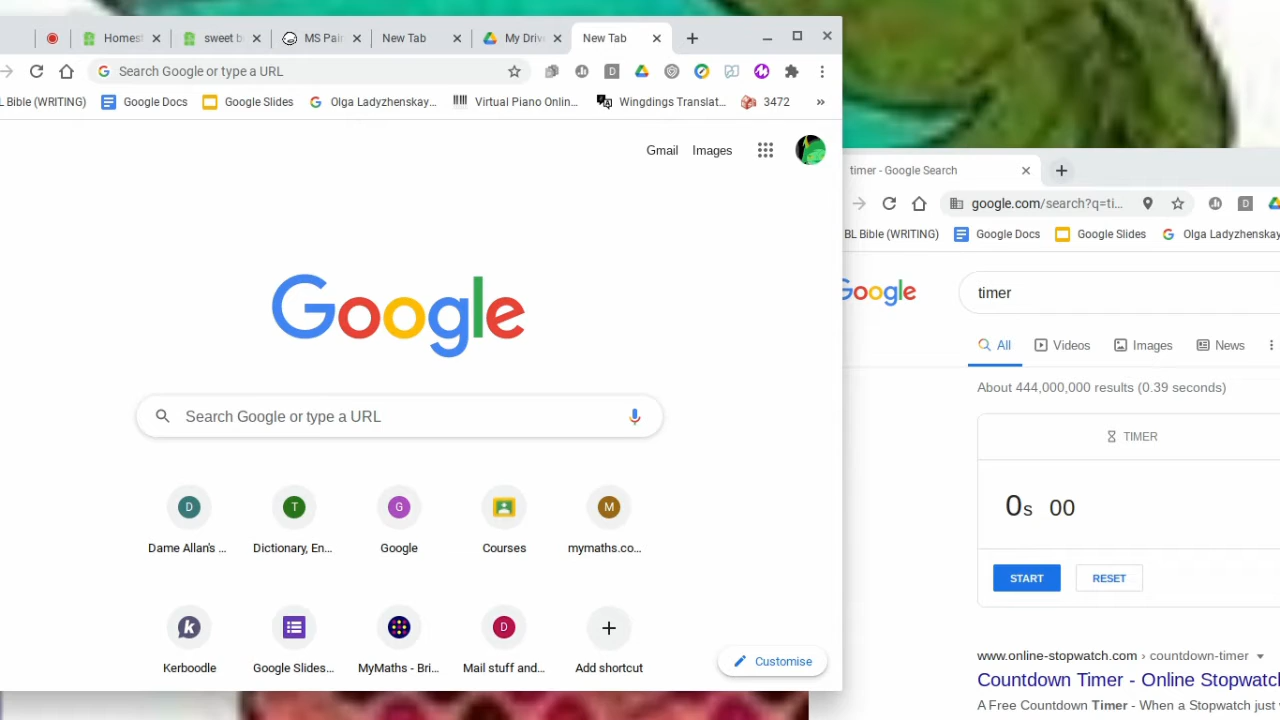 Homest
sweet b
MS Pain
New Tab
My Driv
New Tab
Search Google or type a URL
BL Bible (WRITING)
Google Docs
Google Slides
Olga Ladyzhenskay...
Virtual Piano Onlin...
Wingdings Translat...
3472
»
Gmail
Images
Google
Search Google or type a URL
D
T
G
M
Dame Allan's ...
Dictionary, En...
Google
Courses
mymaths.co...
k
D
Kerboodle
Google Slides...
MyMaths - Bri...
Mail stuff and...
Add shortcut
Customise
timer - Google Search
google.com/search?q=ti...
BL Bible (WRITING)
Google Docs
Google Slides
Olga Ladyzhenskay
Google
timer
All
Videos
Images
News
About 444,000,000 results (0.39 seconds)
TIMER
0s 00
START
RESET
www.online-stopwatch.com › countdown-timer
Countdown Timer - Online Stopwatc
A Free Countdown Timer - When a Stopwatch just